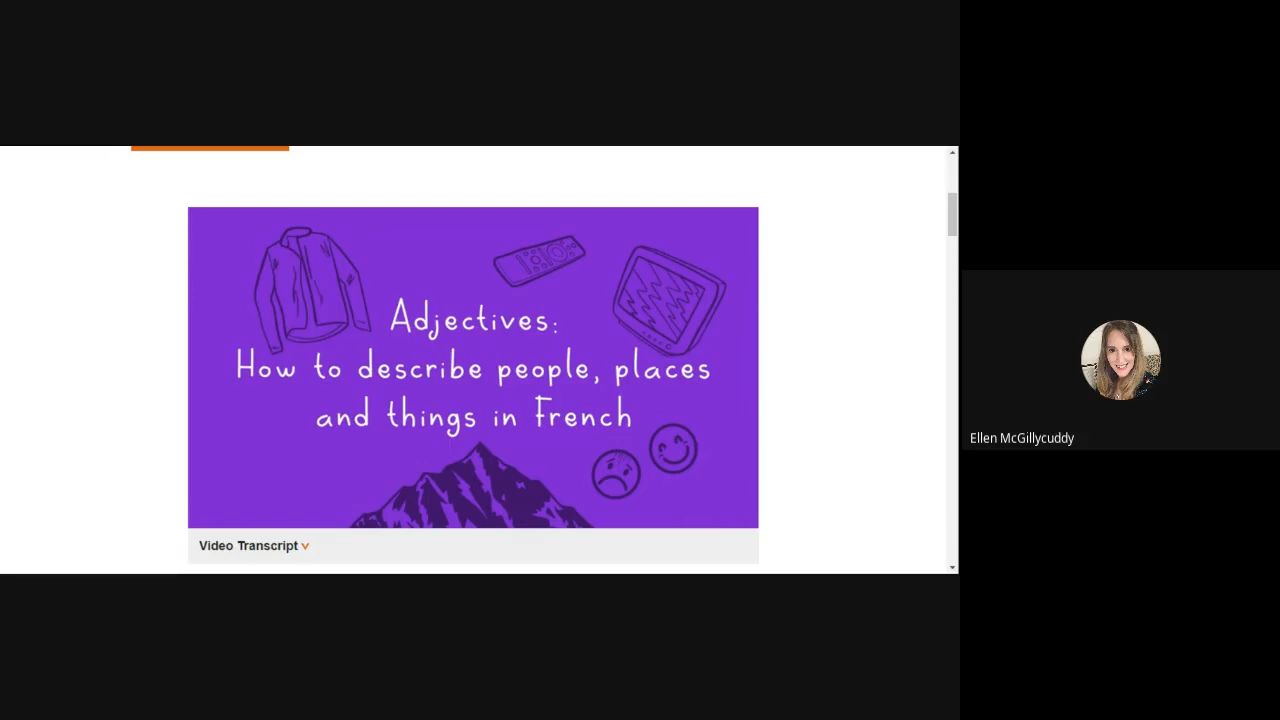 Adjectives:
How to describe people, places
and things in French
Video Transcript
Ellen McGillycuddy